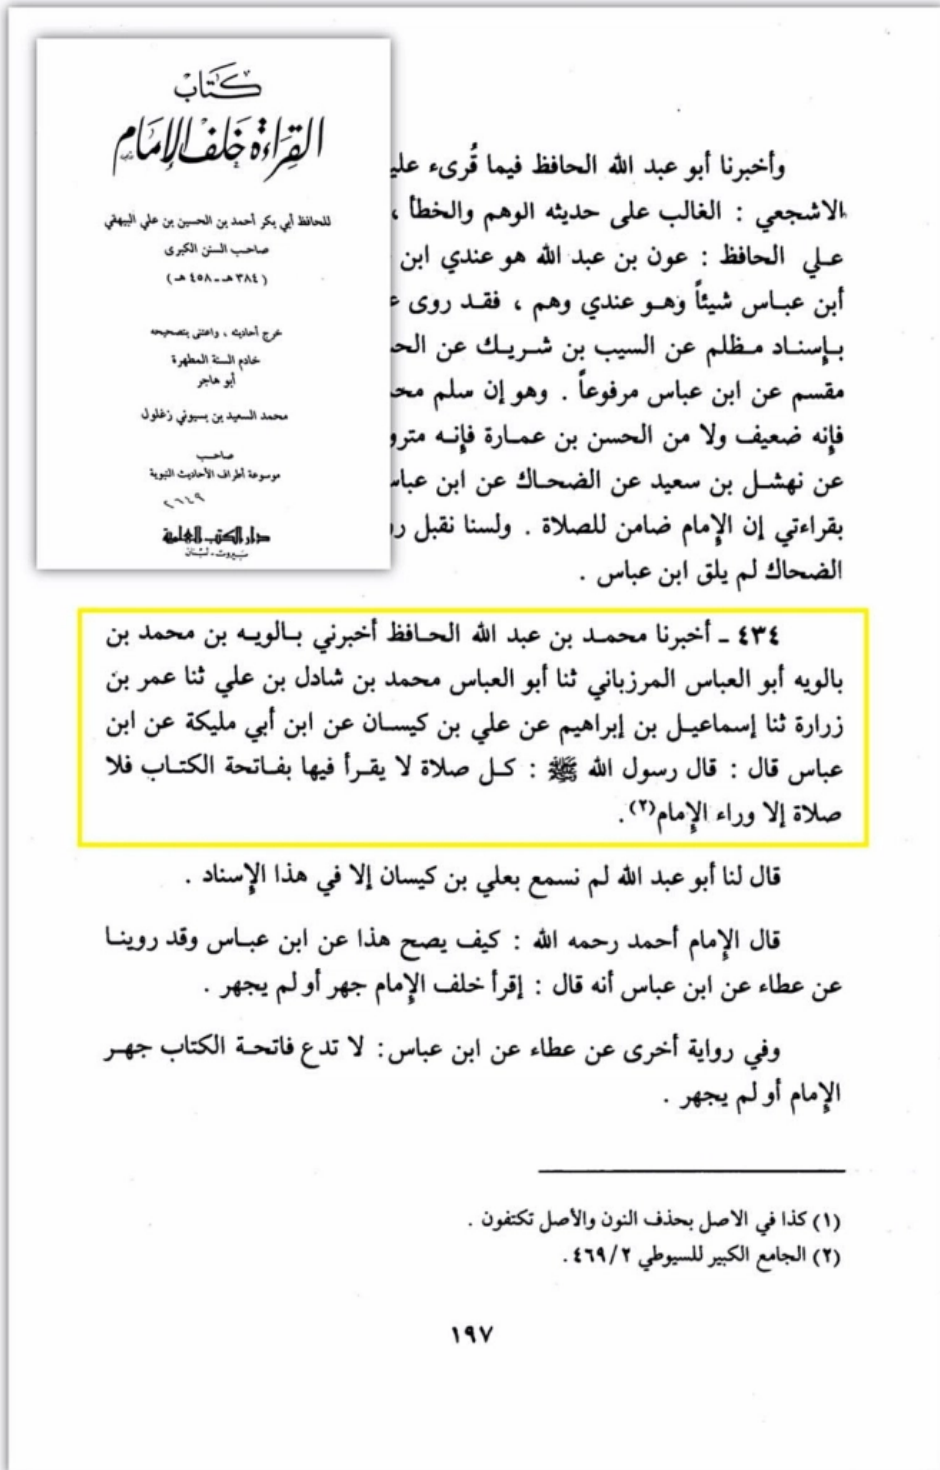 كتاب
القراءة خلف الإمام
للحافظ أبي بكر أحمد بن الحسين بن علي البيهقي
صاحب السنن الكبرى
(٣٨٤ هـ - ٤٥٨ هـ)
خرج أحاديثه ، واعتنى بتصحيحه
خادم السنة المطهرة
أبو هاجر
محمد السعيد بن بسيوني زغلول
صاحب
موسوعة أطراف الأحاديث النبوية
٢٦٤٩
دار الكتب العلمية
بيروت - لبنان
وأخبرنا أبو عبد الله الحافظ فيما قُرىء
الاشجعي : الغالب على حديثه الوهم والخطأ ،
علي الحافظ : عون بن عبد الله هو عندي ابن
أبن عباس شيئاً وهو عندي وهم ، فقد روى
بإسناد مظلم عن السيب بن شريك عن
مقسم عن ابن عباس مرفوعاً . وهو إن سلم
فإنه ضعيف ولا من الحسن بن عمارة فإنه
عن نهشل بن سعيد عن الضحاك عن ابن
بقراءتي إن الإمام ضامن للصلاة . ولسنا نقبل
الضحاك لم يلق ابن عباس .
٤٣٤ - أخبرنا محمد بن عبد الله الحافظ أخبرني بالويه بن محمد بن
بالويه أبو العباس المرزباني ثنا أبو العباس محمد بن شادل بن علي ثنا عمر بن
زرارة ثنا إسماعيل بن إبراهيم عن علي بن كيسان عن ابن أبي مليكة عن ابن
عباس قال : قال رسول الله ﷺ : كل صلاة لا يقرأ فيها بفاتحة الكتاب فلا
صلاة إلا وراء الإمام(٢).
قال لنا أبو عبد الله لم نسمع بعلي بن كيسان إلا في هذا الإسناد .
قال الإمام أحمد رحمه الله : كيف يصح هذا عن ابن عباس وقد روينا
عن عطاء عن ابن عباس أنه قال : إقرأ خلف الإمام جهر أو لم يجهر .
وفي رواية أخرى عن عطاء عن ابن عباس: لا تدع فاتحة الكتاب جهر
الإمام أو لم يجهر .
(١) كذا في الاصل بحذف النون والأصل تكتفون .
(٢) الجامع الكبير للسيوطي ٤٦٩/٢.
١٩٧